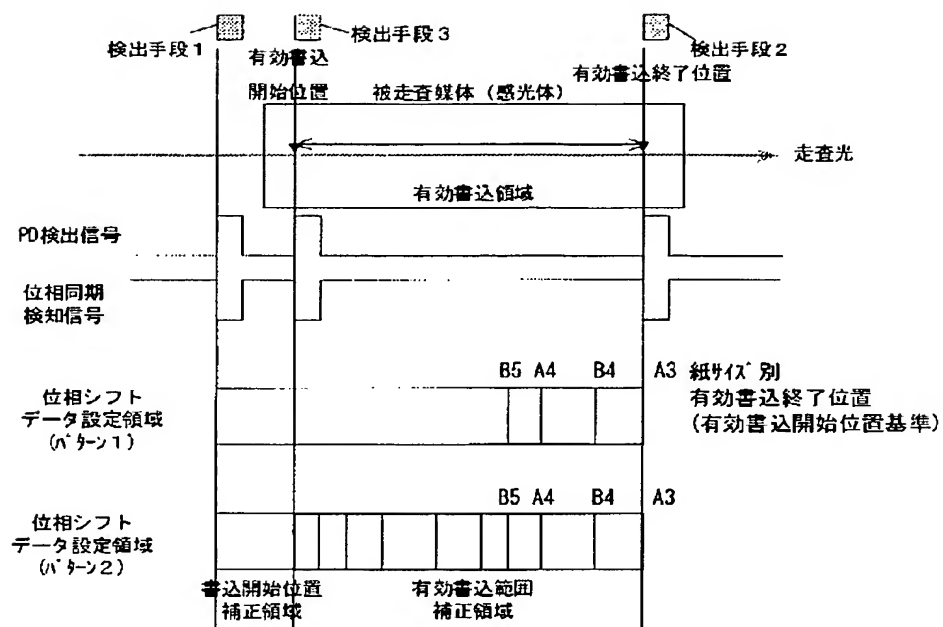 検出手段1
検出手段3
検出手段2
有効書込
開始位置
有効書込終了位置
被走査媒体(感光体)
走査光
有効書込領域
PD検出信号
位相同期
検知信号
B5 A4 B4 A3
紙サイズ別
有効書込終了位置
(有効書込開始位置基準)
位相シフト
データ設定領域
(パターン1)
B5 A4 B4 A3
位相シフト
データ設定領域
(パターン2)
書込開始位置
補正領域
有効書込範囲
補正領域